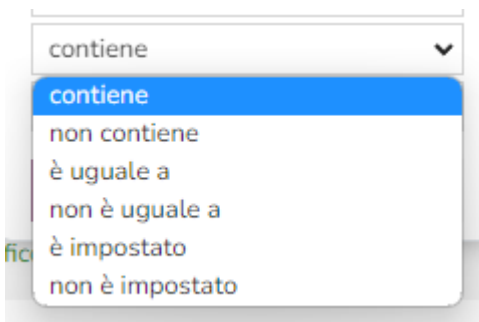 contiene
contiene
non contiene
è uguale a
non è uguale a
è impostato
non è impostato